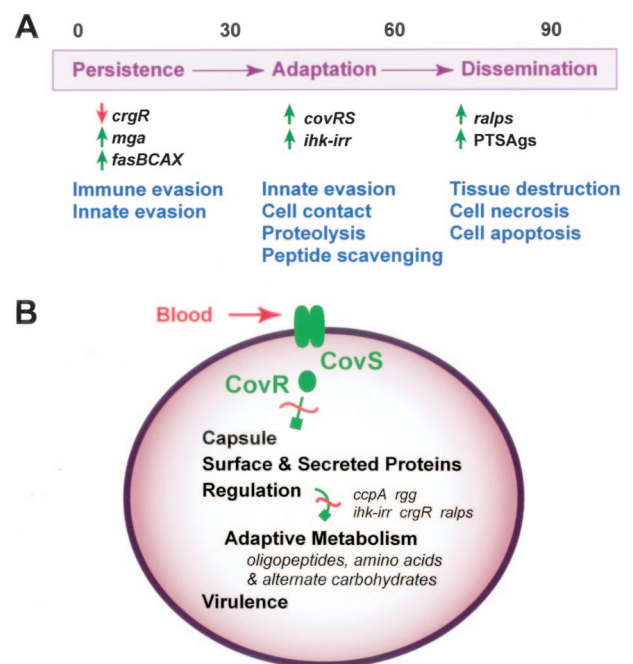 A
0 30 60 90
Persistence Adaptation Dissemination
crgR covRS ralps
mga ihk-irr PTSAgs
fasBCAX
Immune evasion Innate evasion Tissue destruction
Innate evasion Cell contact Cell necrosis
Proteolysis Cell apoptosis
Peptide scavenging
B
Blood
CovS
CovR
Capsule
Surface & Secreted Proteins
Regulation ccpA rgg
ihk-irr crgR ralps
Adaptive Metabolism
oligopeptides, amino acids
& alternate carbohydrates
Virulence